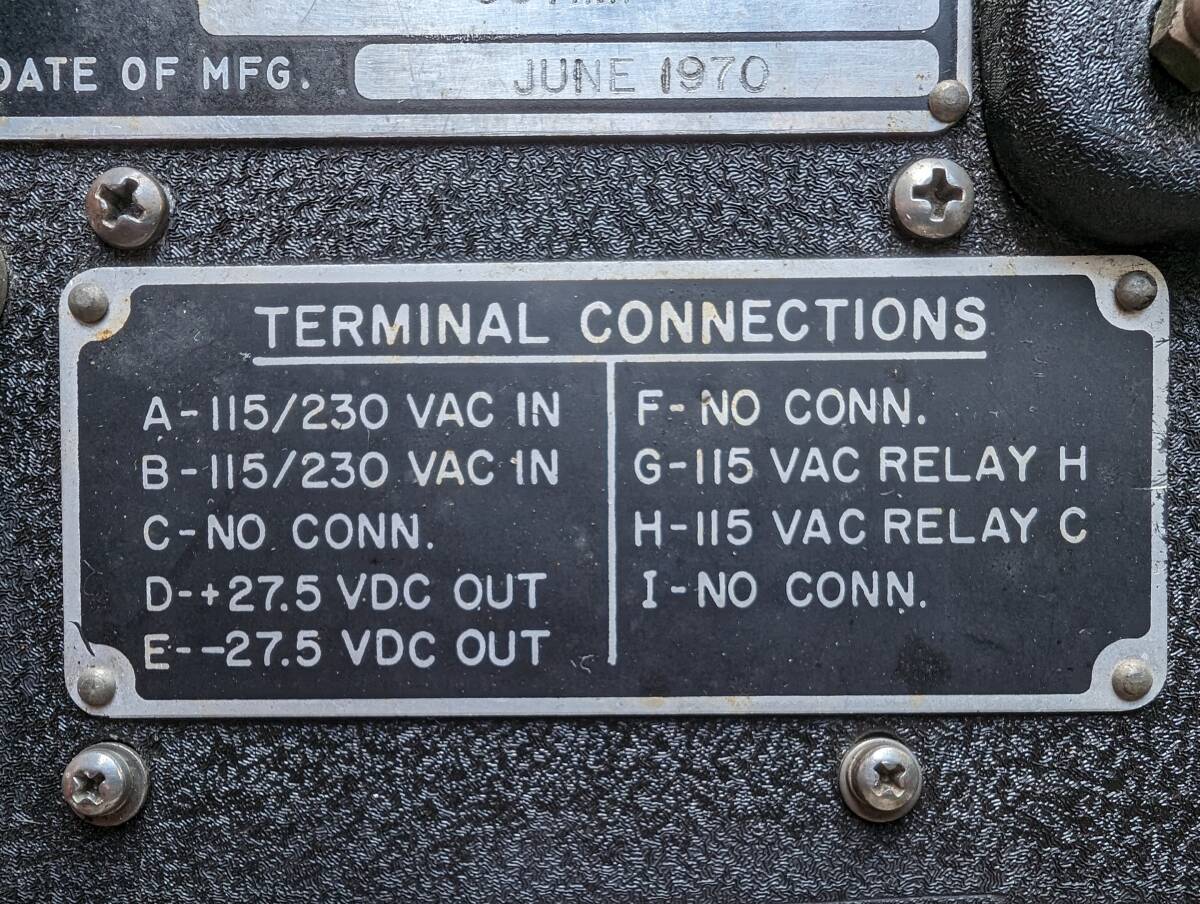 DATE OF MFG. JUNE 1970
TERMINAL CONNECTIONS
A-115/230 VAC IN
B-115/230 VAC IN
C-NO CONN.
D-+27.5 VDC OUT
E--27.5 VDC OUT
F-NO CONN.
G-115 VAC RELAY H
H-115 VAC RELAY C
I-NO CONN.